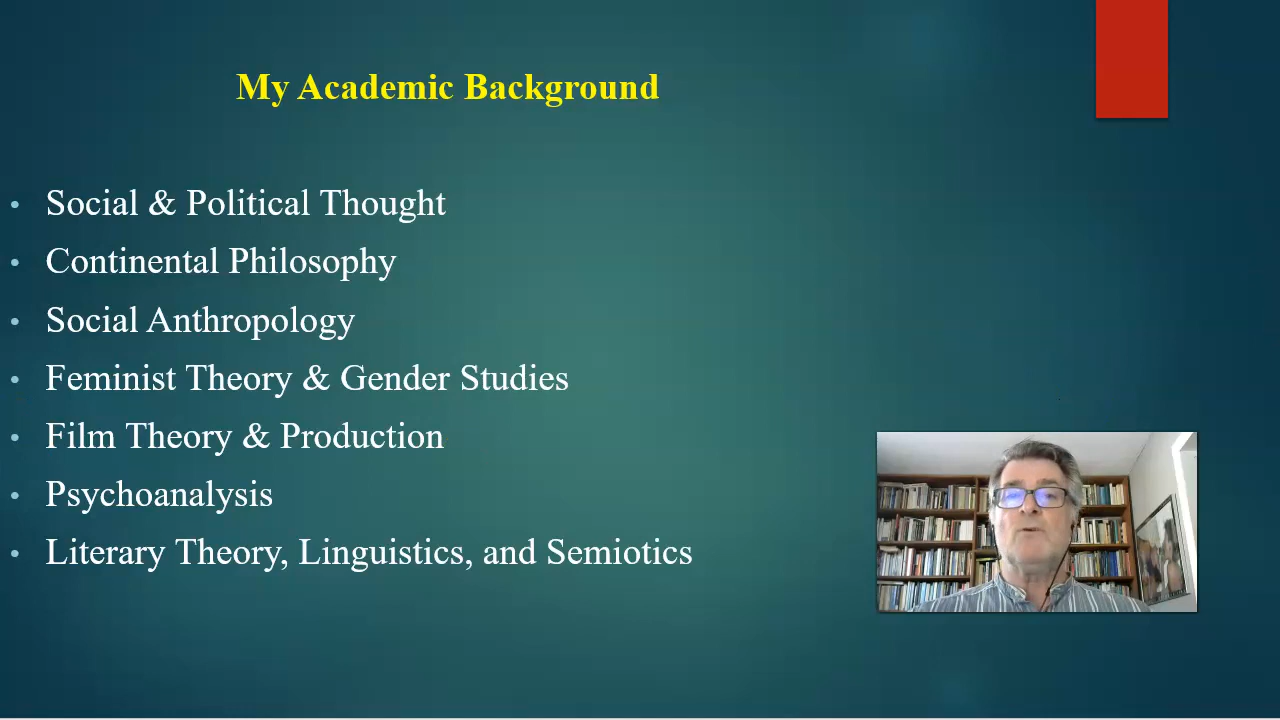 My Academic Background
• Social & Political Thought
• Continental Philosophy
• Social Anthropology
• Feminist Theory & Gender Studies
• Film Theory & Production
• Psychoanalysis
• Literary Theory, Linguistics, and Semiotics